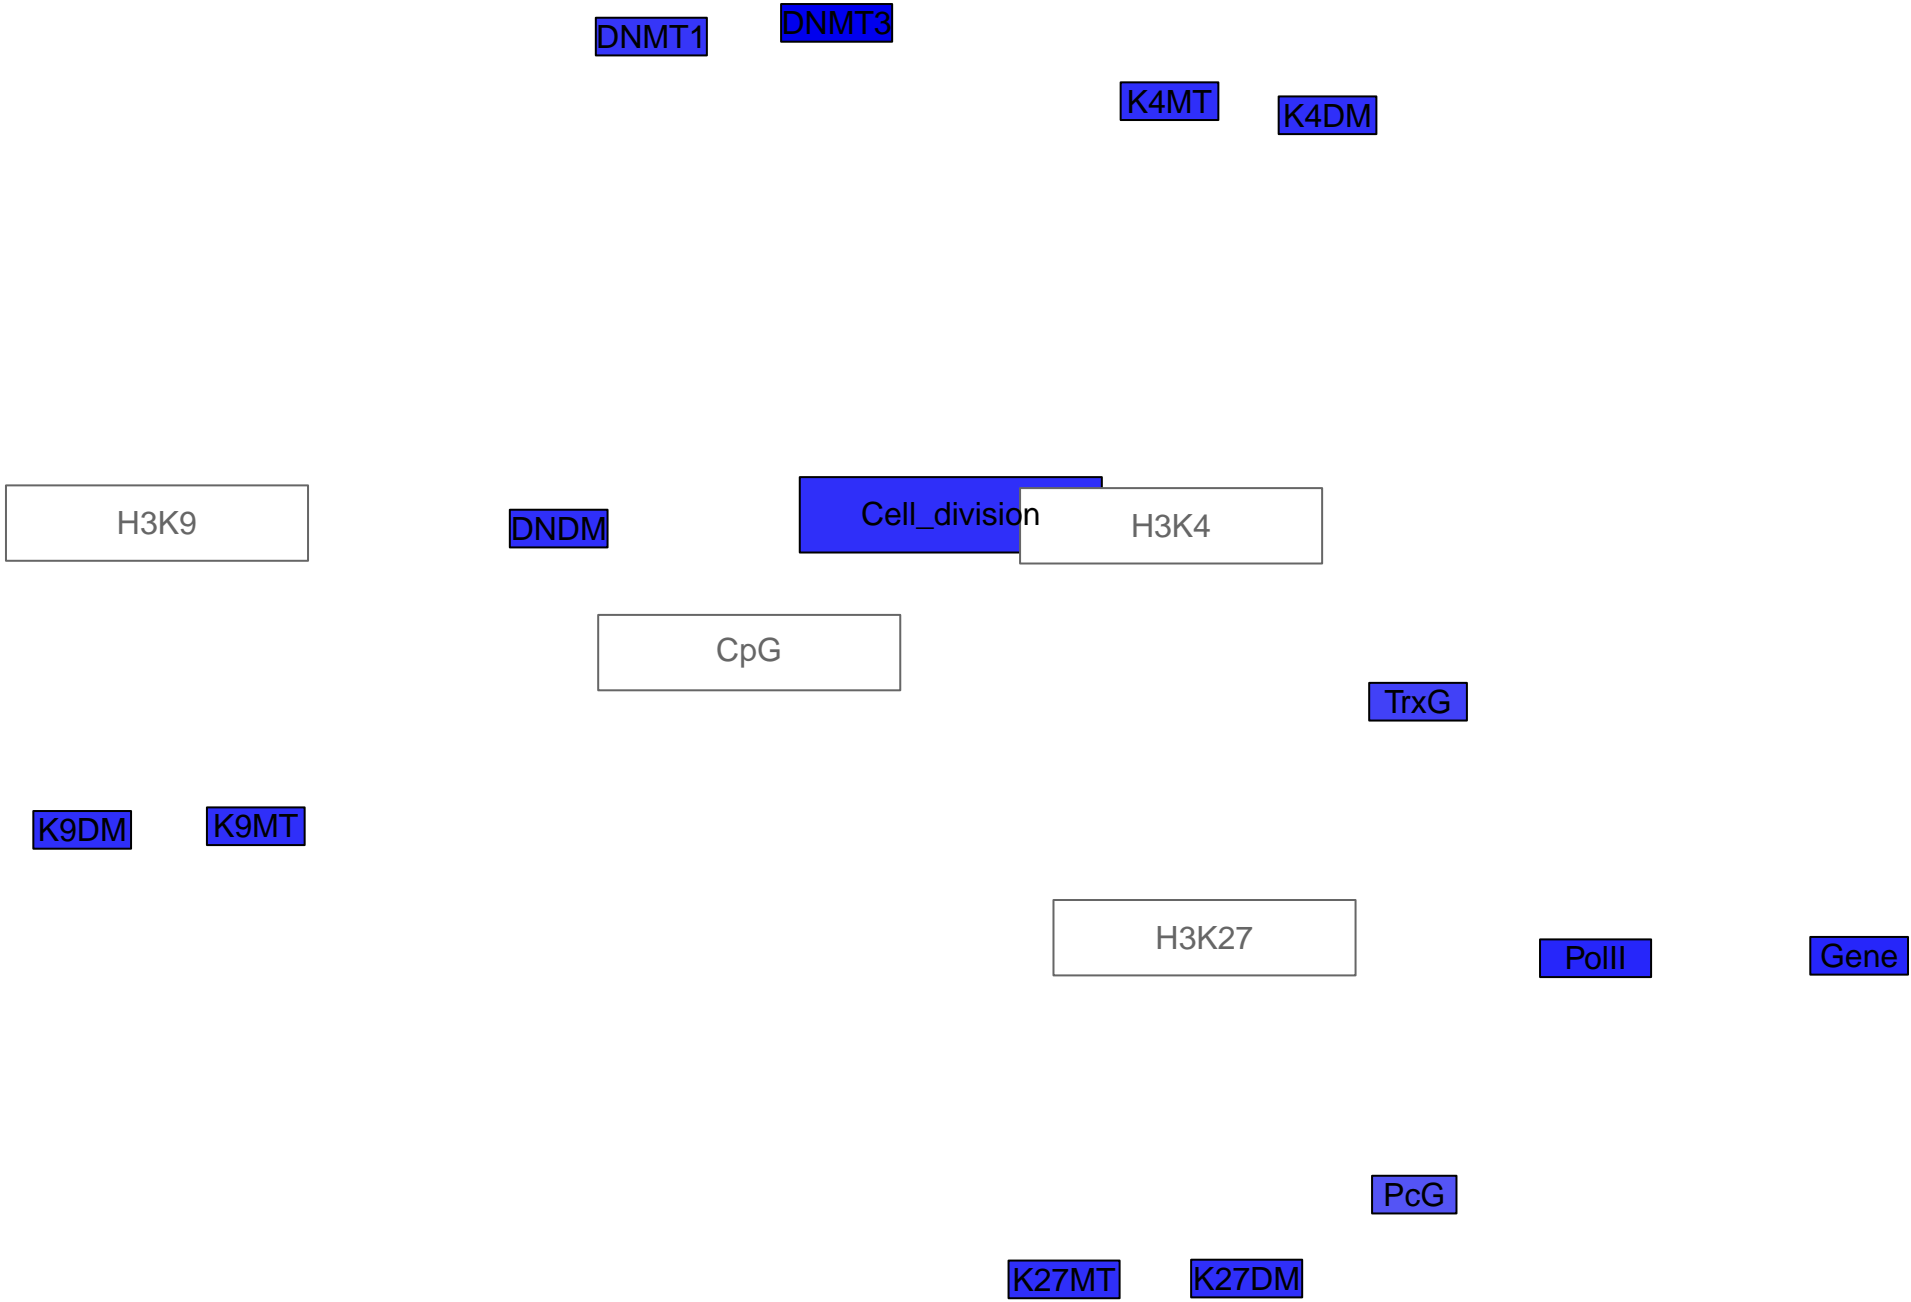 DNMT1
DNMT3
K4MT
K4DM
H3K9
DNDM
Cell_division
H3K4
CpG
TrxG
K9DM
K9MT
H3K27
PolII
Gene
PcG
K27MT
K27DM